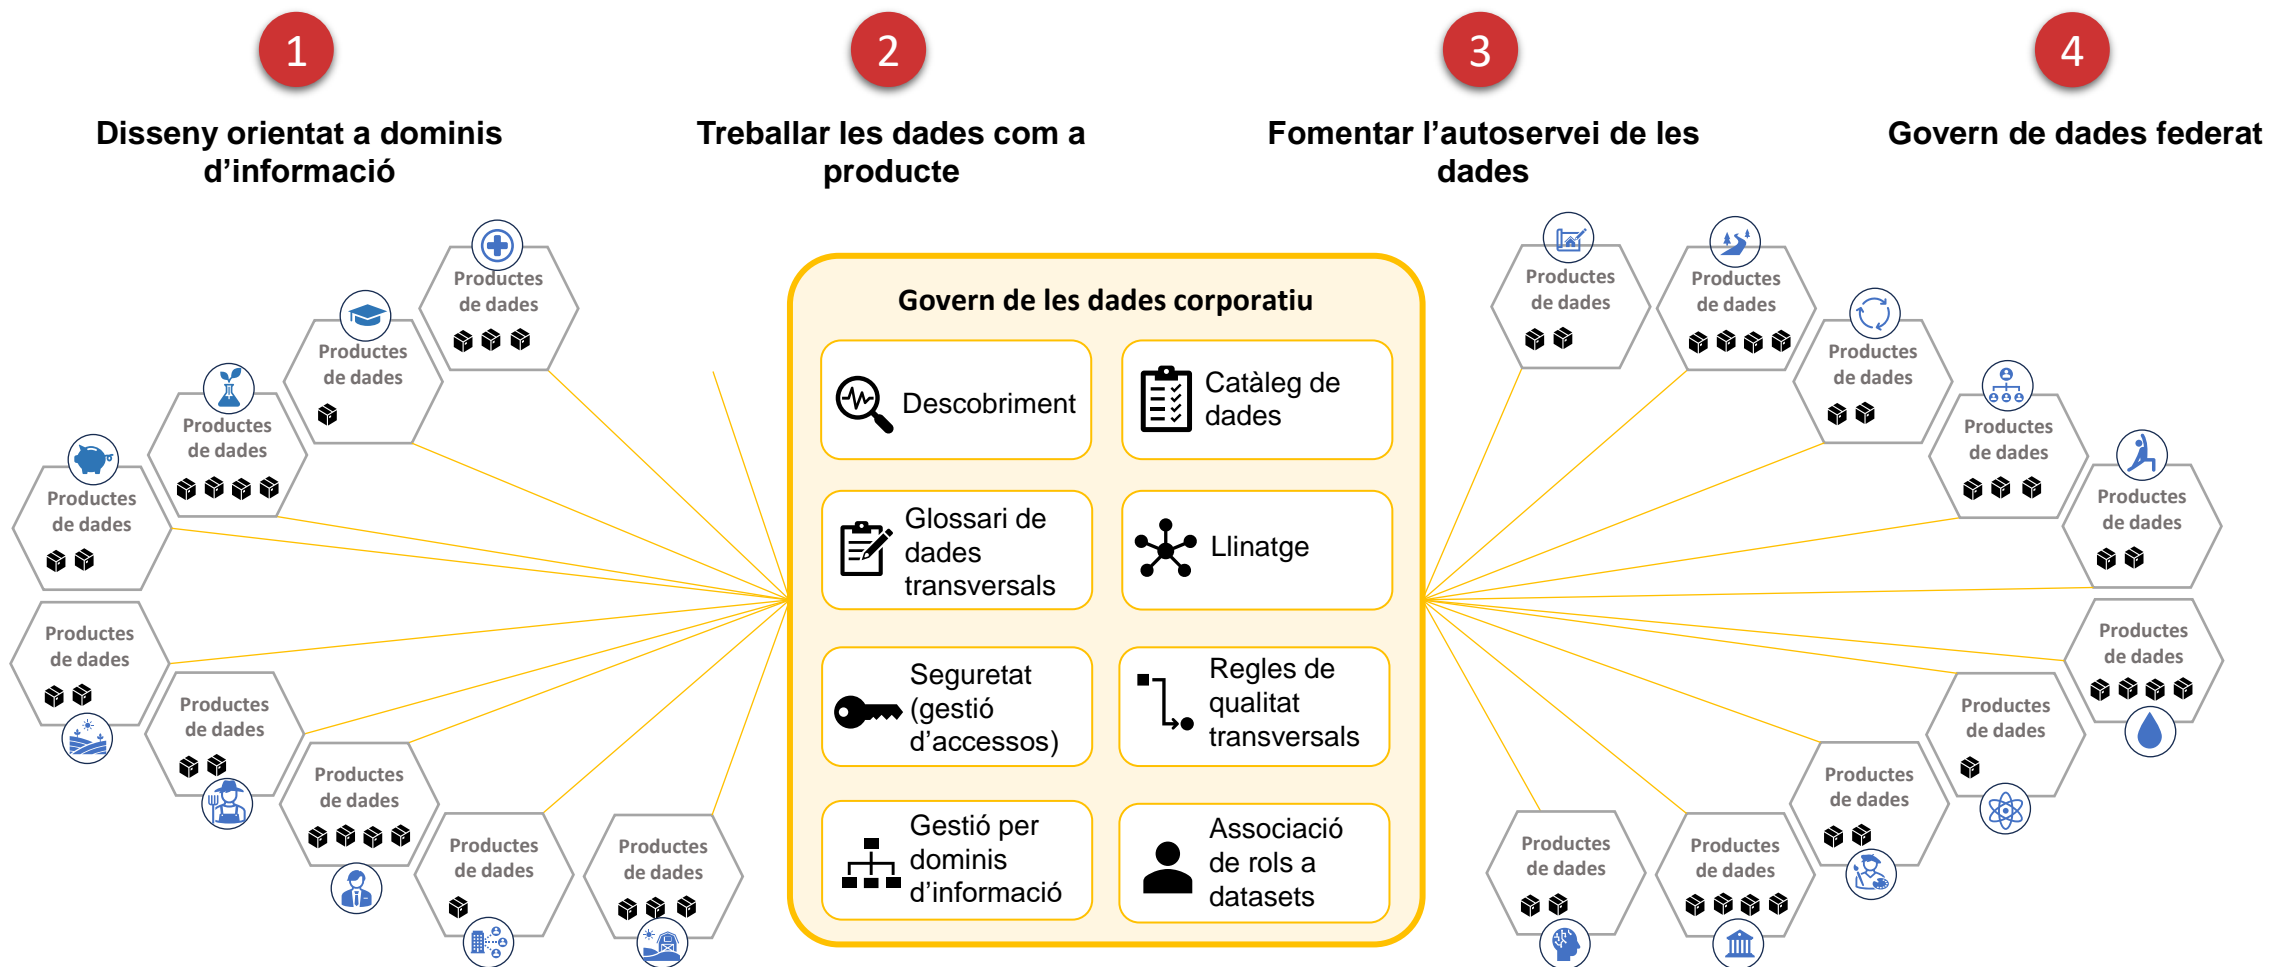 1
Disseny orientat a dominis
d’informació
2
Treballar les dades com a
producte
3
Fomentar l’autoservei de les
dades
4
Govern de dades federat
Productes
de dades
Productes
de dades
Productes
de dades
Productes
de dades
Productes
de dades
Productes
de dades
Productes
de dades
Productes
de dades
Productes
de dades
Govern de les dades corporatiu
Descobriment
Catàleg de
dades
Glossari de
dades
transversals
Llinatge
Seguretat
(gestió
d’accessos)
Regles de
qualitat
transversals
Gestió per
dominis
d’informació
Associació
de rols a
datasets
Productes
de dades
Productes
de dades
Productes
de dades
Productes
de dades
Productes
de dades
Productes
de dades
Productes
de dades
Productes
de dades
Productes
de dades
Productes
de dades